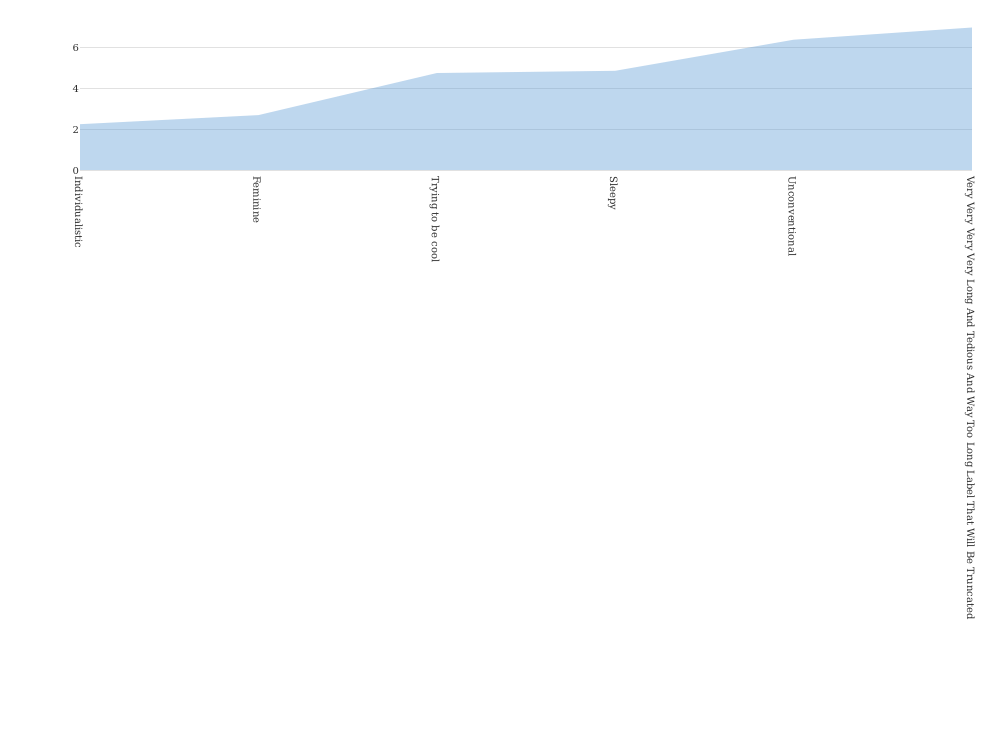 6
4
2
0
Individualistic
Feminine
Trying to be cool
Sleepy
Unconventional
Very Very Very Very Long And Tedious And Way Too Long Label That Will Be Truncated